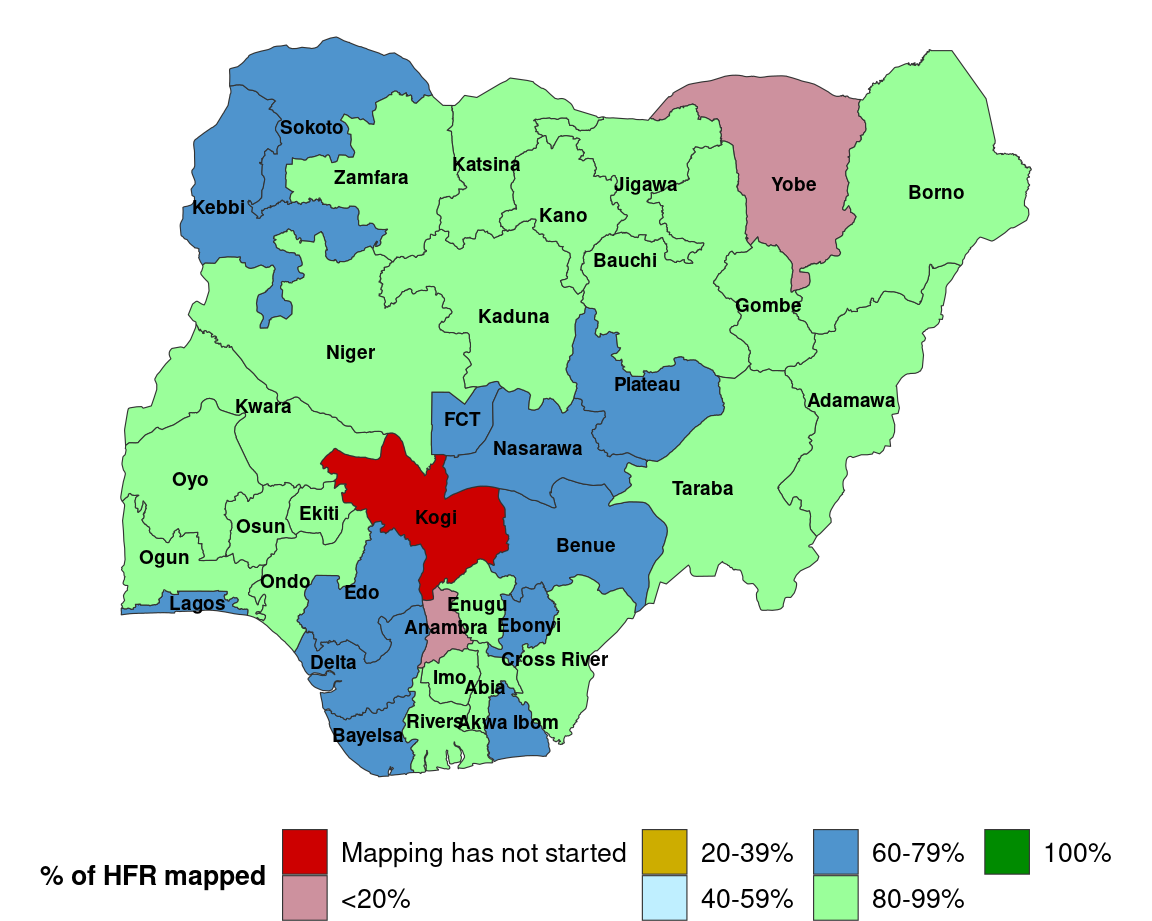 Sokoto
Katsina
Zamfara
Jigawa
Yobe
Borno
Kebbi
Kano
Bauchi
Gombe
Kaduna
Niger
Plateau
Adamawa
Kwara
FCT
Nasarawa
Oyo
Taraba
Ekiti
Kogi
Osun
Benue
Ogun
Ondo
Edo
Lagos
Enugu
Anambra
Ebonyi
Delta
Cross River
Imo
Abia
Rivers
Akwa Ibom
Bayelsa
% of HFR mapped
Mapping has not started
<20%
20-39%
40-59%
60-79%
80-99%
100%